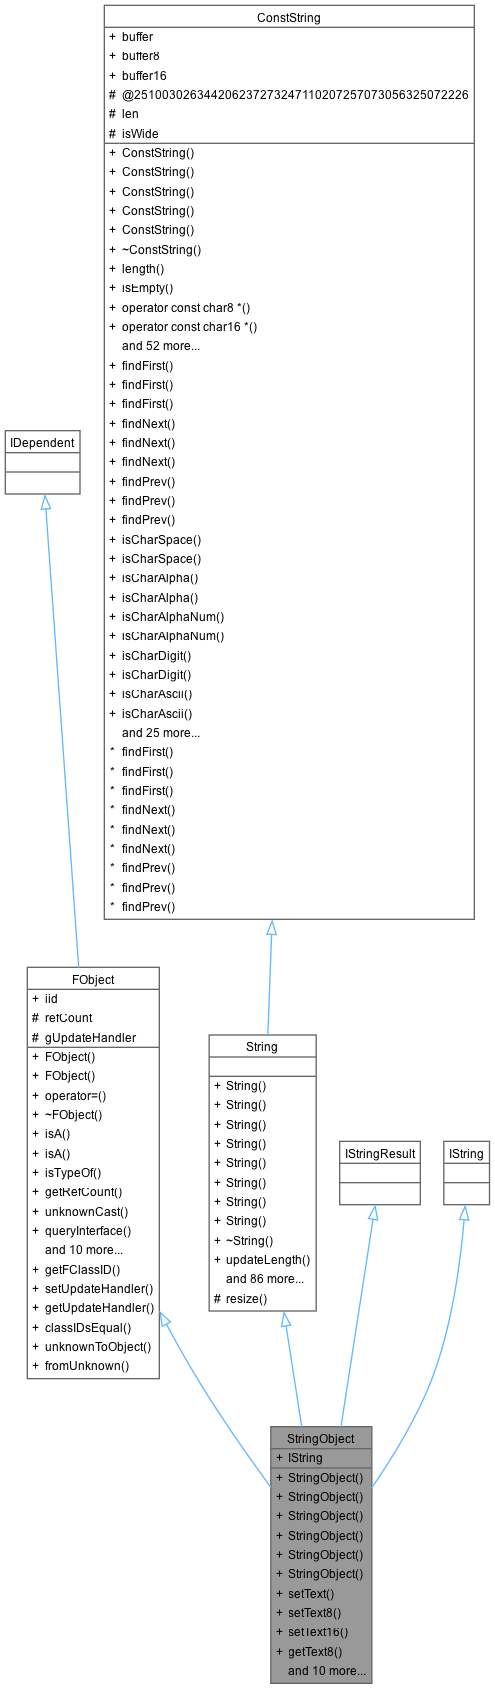 ConstString
+ buffer
+ buffer8
+ buffer16
# @251003026344206237273247110207257073056325072226
# len
# isWide
+ ConstString()
+ ConstString()
+ ConstString()
+ ConstString()
+ ConstString()
+ ~ConstString()
+ length()
+ isEmpty()
+ operator const char8 *()
+ operator const char16 *()
and 52 more...
+ findFirst()
+ findFirst()
+ findFirst()
+ findNext()
+ findNext()
+ findNext()
+ findPrev()
+ findPrev()
+ findPrev()
+ isCharSpace()
+ isCharSpace()
+ isCharAlpha()
+ isCharAlpha()
+ isCharAlphaNum()
+ isCharAlphaNum()
+ isCharDigit()
+ isCharDigit()
+ isCharAscii()
+ isCharAscii()
and 25 more...
* findFirst()
* findFirst()
* findFirst()
* findNext()
* findNext()
* findNext()
* findPrev()
* findPrev()
* findPrev()
IDependent
FObject
+ iid
# refCount
# gUpdateHandler
+ FObject()
+ FObject()
+ operator=()
+ ~FObject()
+ isA()
+ isA()
+ isTypeOf()
+ getRefCount()
+ unknownCast()
+ queryInterface()
and 10 more...
+ getFClassID()
+ setUpdateHandler()
+ getUpdateHandler()
+ classIDsEqual()
+ unknownToObject()
+ fromUnknown()
String
+ String()
+ String()
+ String()
+ String()
+ String()
+ String()
+ String()
+ String()
+ ~String()
+ updateLength()
and 86 more...
# resize()
IStringResult
IString
StringObject
+ IString
+ StringObject()
+ StringObject()
+ StringObject()
+ StringObject()
+ StringObject()
+ StringObject()
+ setText()
+ setText8()
+ setText16()
+ getText8()
and 10 more...